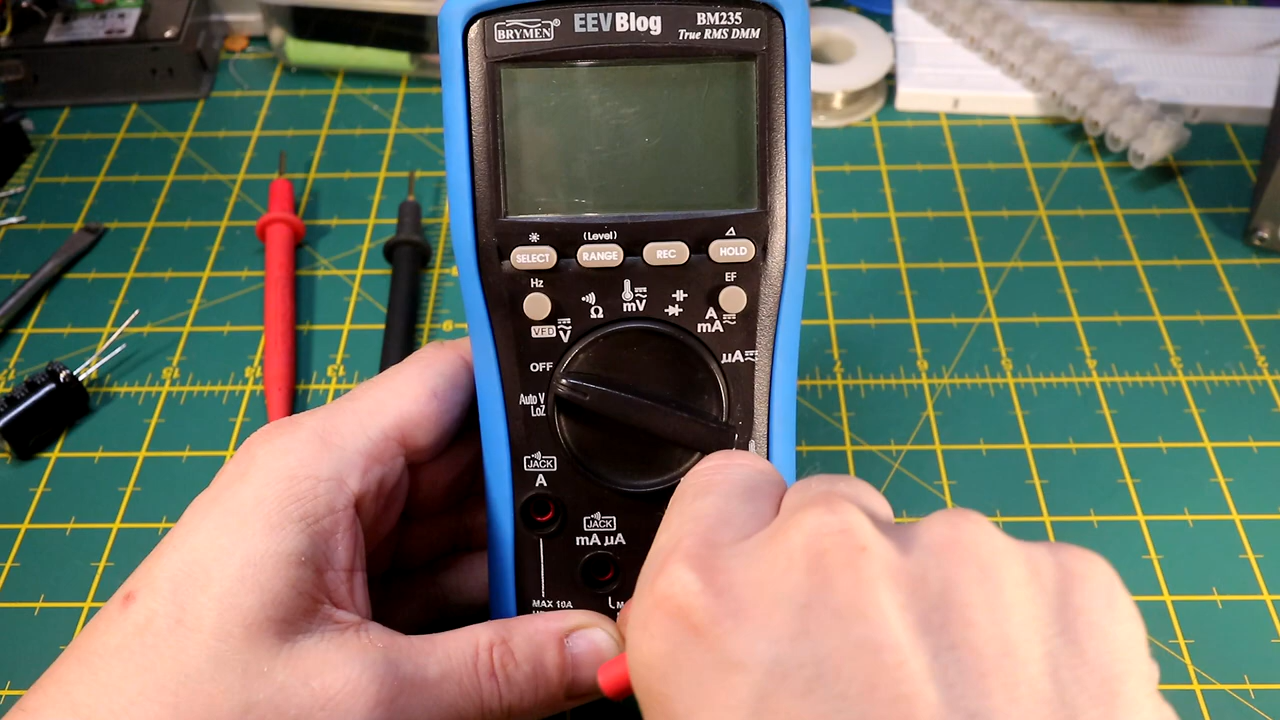 BRYMEN® EEVBlog BM235
True RMS DMM
(Level)
SELECT RANGE REC HOLD
Hz EF
VFD V Ω mV A
mA
µA
OFF
Auto V
LoZ
JACK
A
JACK
mA µA
MAX 10A